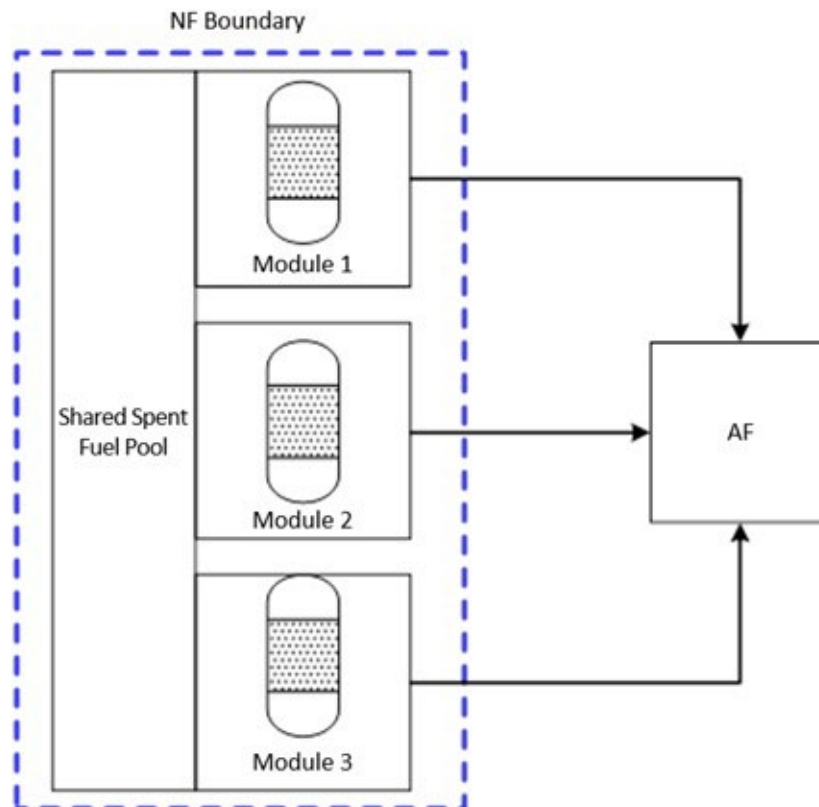 NF Boundary
Module 1
Shared Spent
Fuel Pool
Module 2
AF
Module 3